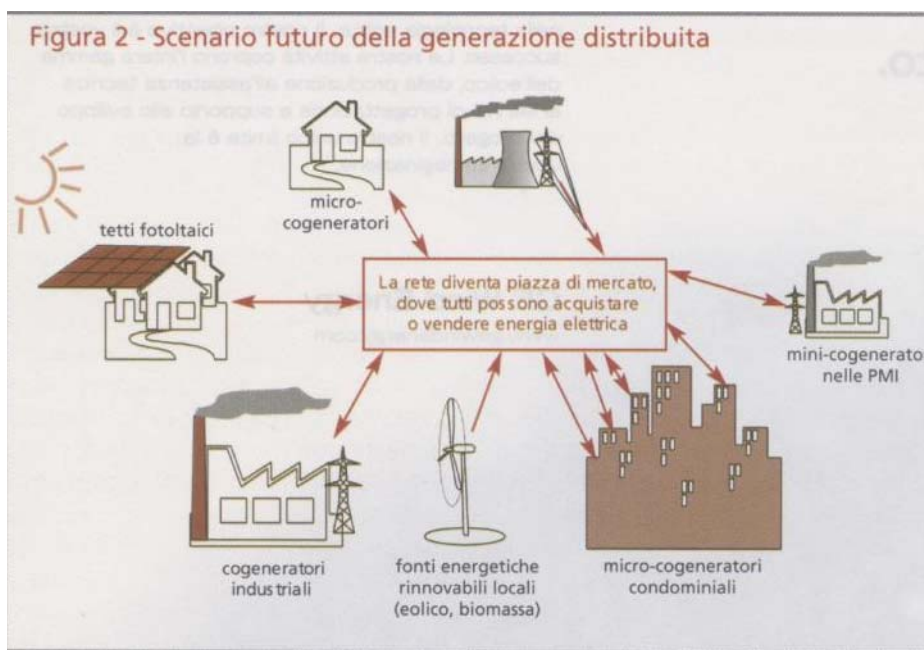 Figura 2 - Scenario futuro della generazione distribuita
micro-
cogeneratori
tetti fotoltaici
La rete diventa piazza di mercato,
dove tutti possono acquistare
o vendere energia elettrica
mini-cogenerato
nelle PMI
cogeneratori
industriali
fonti energetiche
rinnovabili locali
(eolico, biomassa)
micro-cogeneratori
condominiali